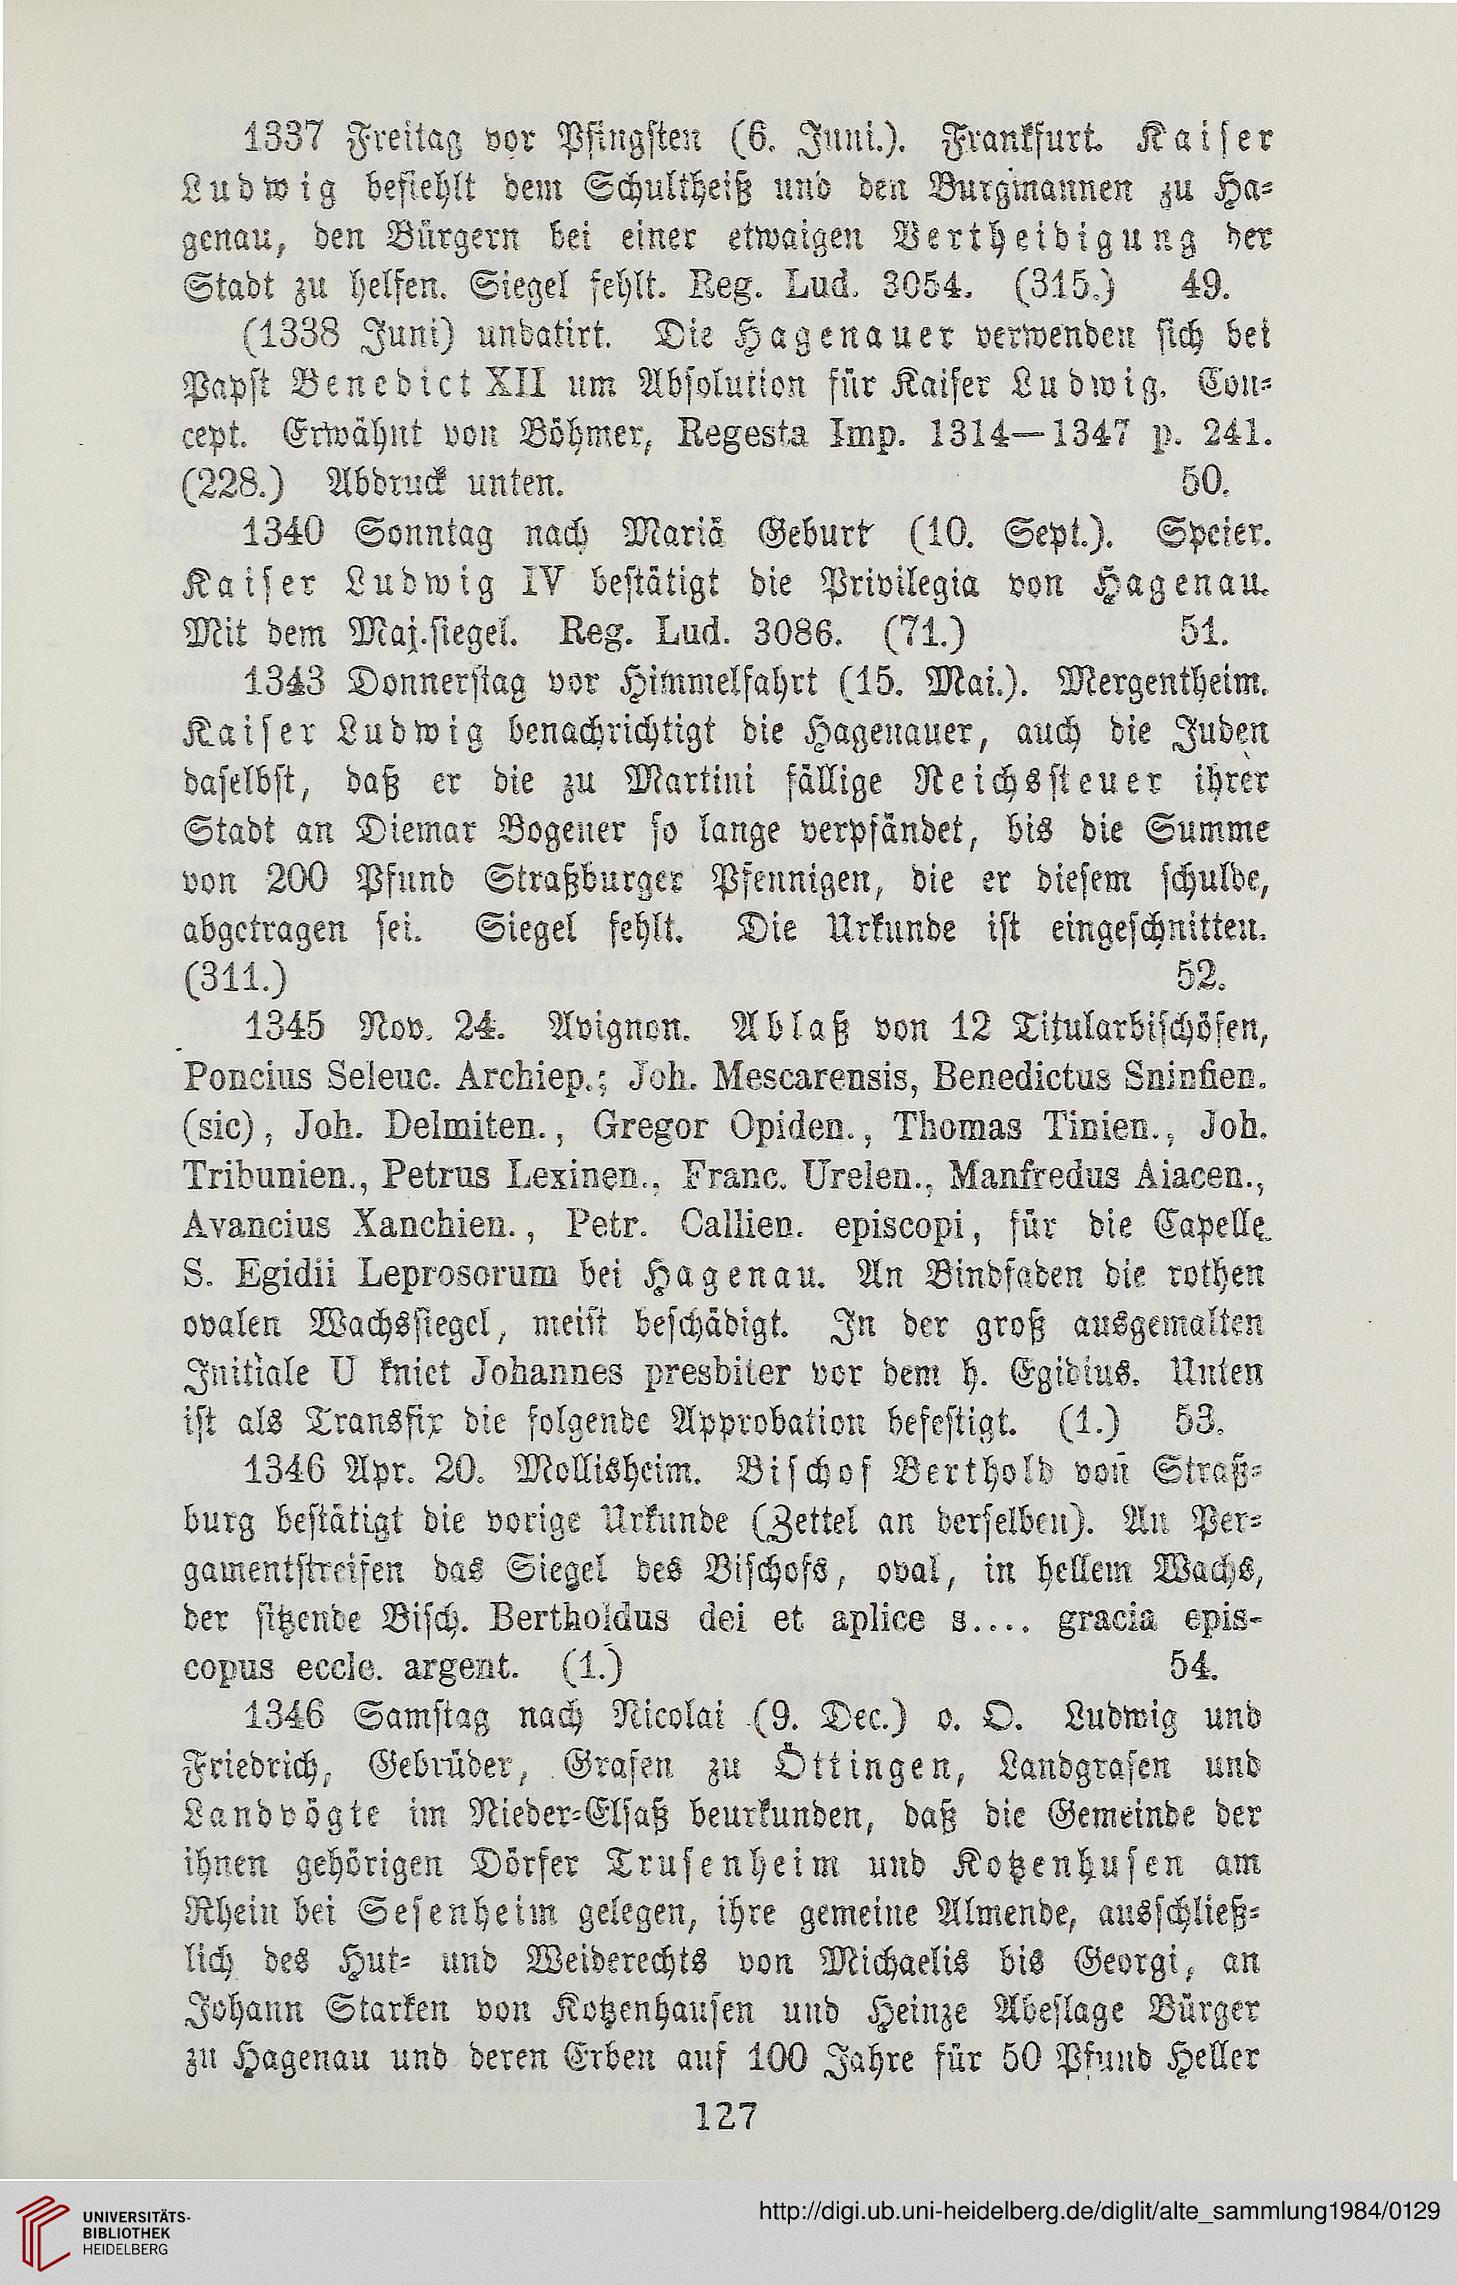 1337 Freitag vor Pfingsten (6. Juni.). Frankfurt. Kaiser
Ludwig befiehlt dem Schultheiß und den Burgmannen zu Ha-
genau, den Bürgern bei einer etwaigen Vertheidigung der
Stadt zu helfen. Siegel fehlt. Reg. Lud. 3054. (315.) 49.
(1338 Juni) undatirt. Die Hagenauer verwenden sich bei
Papst Benedict XII um Absolution für Kaiser Ludwig. Con-
cept. Erwähnt von Böhmer, Regesta Imp. 1314—1347 p. 241.
(228.) Abdruck unten. 50.
1340 Sonntag nach Mariä Geburt (10. Sept.). Speier.
Kaiser Ludwig IV bestätigt die Privilegia von Hagenau.
Mit dem Maj.siegel. Reg. Lud. 3086. (71.) 51.
1343 Donnerstag vor Himmelfahrt (15. Mai.). Mergentheim.
Kaiser Ludwig benachrichtigt die Hagenauer, auch die Juden
daselbst, daß er die zu Martini fällige Reichssteuer ihrer
Stadt an Diemar Bogener so lange verpfändet, bis die Summe
von 200 Pfund Straßburger Pfennigen, die er diesem schulde,
abgetragen sei. Siegel fehlt. Die Urkunde ist eingeschnitten.
(311.) 52.
1345 Nov. 24. Avignon. Ablaß von 12 Titularbischöfen,
Poncius Seleuc. Archiep.; Joh. Mescarensis, Benedictus Sninfien.
(sic), Joh. Delmiten., Gregor Opiden., Thomas Tinien., Joh.
Tribunien., Petrus Lexinen., Franc. Urelen., Manfredus Aiacen.,
Avancius Xanchien., Petr. Callien. episcopi, für die Capelle
S. Egidii Leprosorum bei Hagenau. An Bindfaden die rothen
ovalen Wachssiegel, meist beschädigt. In der groß ausgemalten
Initiale U kniet Johannes presbiter vor dem h. Egidius. Unten
ist als Transfix die folgende Approbation befestigt. (1.) 53.
1346 Apr. 20. Mollisheim. Bischof Berthold von Straß-
burg bestätigt die vorige Urkunde (Zettel an derselben). An Per-
gamentstreifen das Siegel des Bischofs, oval, in hellem Wachs,
der sitzende Bisch. Bertholdus dei et aplice s.... gracia epis-
copus eccle. argent. (1.) 54.
1346 Samstag nach Nicolai (9. Dec.) o. O. Ludwig und
Friedrich, Gebrüder, Grafen zu Öttingen, Landgrafen und
Landvögte im Nieder-Elsaß beurkunden, daß die Gemeinde der
ihnen gehörigen Dörfer Trusenheim und Kotzenhusen am
Rhein bei Sesenheim gelegen, ihre gemeine Almende, ausschließ-
lich des Hut- und Weiderechts von Michaelis bis Georgi, an
Johann Starken von Kotzenhausen und Heinze Abeslage Bürger
zu Hagenau und deren Erben auf 100 Jahre für 50 Pfund Heller
127
UNIVERSITÄTS-
BIBLIOTHEK
HEIDELBERG
http://digi.ub.uni-heidelberg.de/diglit/alte_sammlung1984/0129